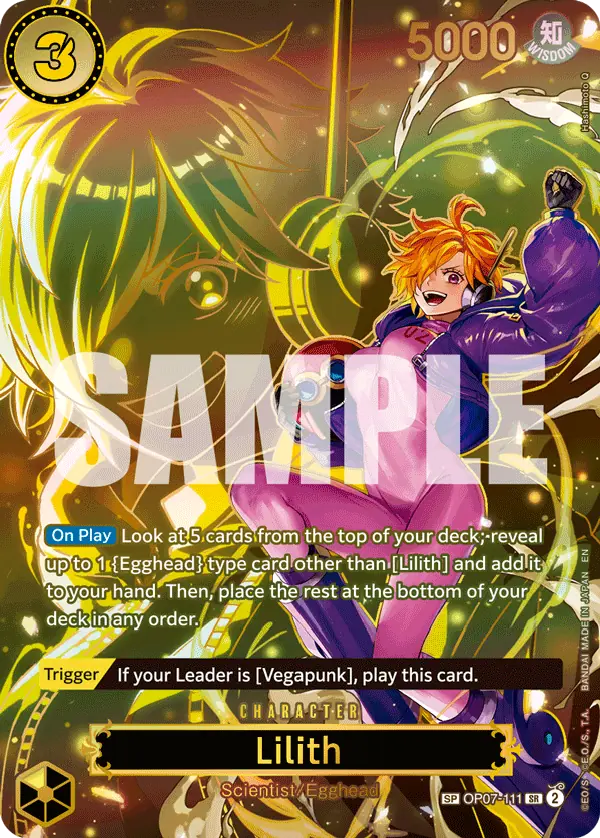 3
5000
知
WISDOM
Hashimoto Q
02
SAMPLE
On Play Look at 5 cards from the top of your deck; reveal
up to 1 {Egghead} type card other than [Lilith] and add it
to your hand. Then, place the rest at the bottom of your
deck in any order.
Trigger If your Leader is [Vegapunk], play this card.
CHARACTER
Lilith
Scientist/Egghead
SP OP07-111 SR 2
©E.O./S., ©E.O./S., T.A. BANDAI MADE IN JAPAN EN